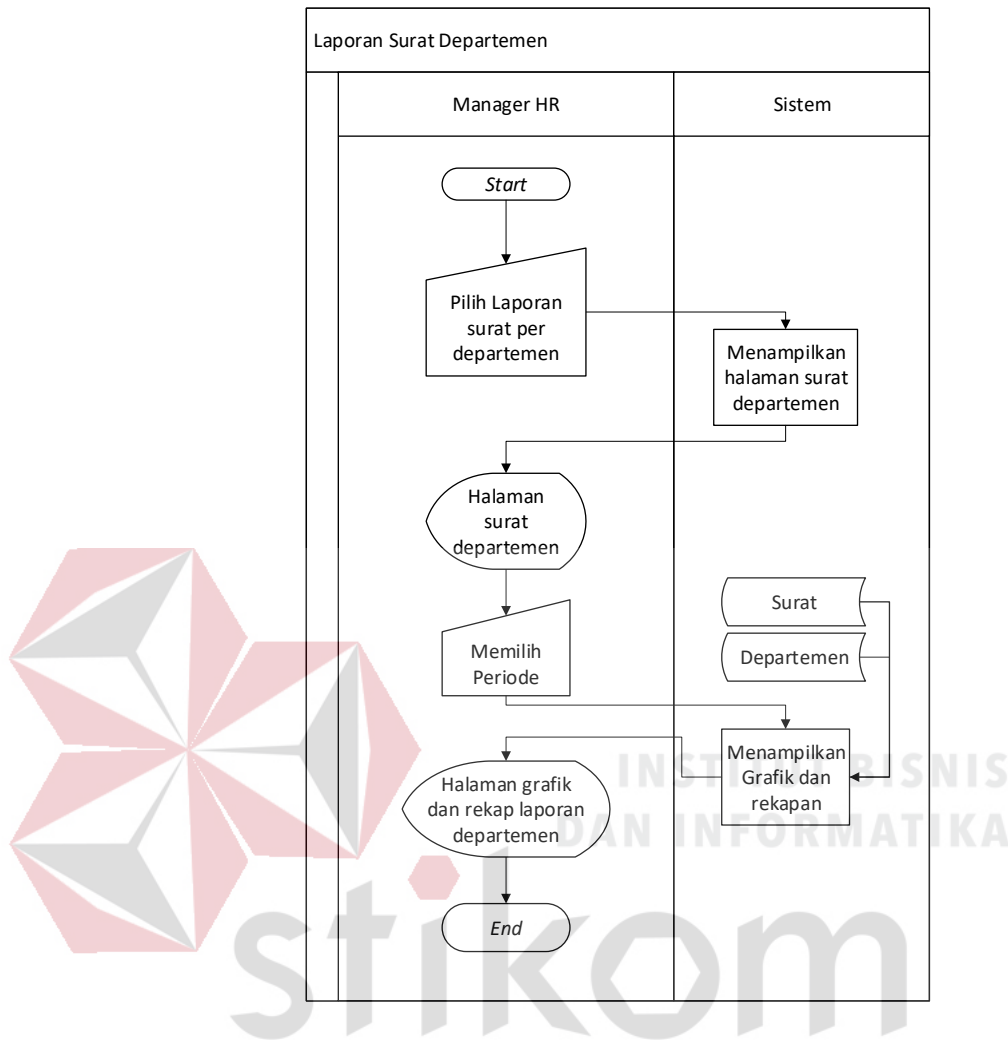 Laporan Surat Departemen
Manager HR
Sistem
Start
Pilih Laporan
surat per
departemen
Menampilkan
halaman surat
departemen
Halaman
surat
departemen
Surat
Departemen
Memilih
Periode
Menampilkan
Grafik dan
rekapan
Halaman grafik
dan rekap laporan
departemen
End
INSTITUT BISNIS
DAN INFORMATIKA
stikom